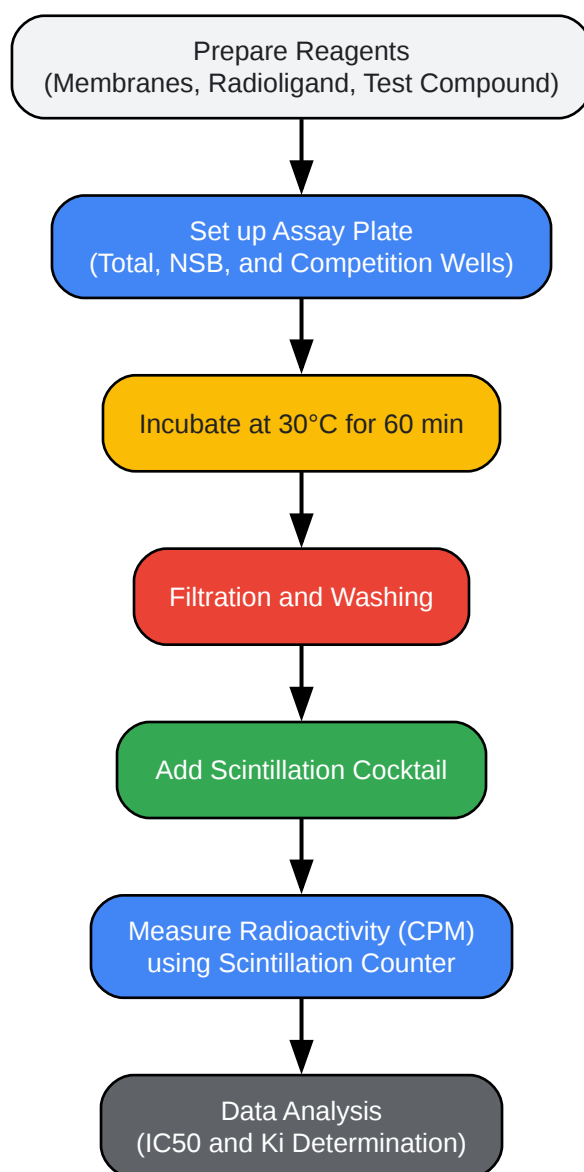 Prepare Reagents
(Membranes, Radioligand, Test Compound)
Set up Assay Plate
(Total, NSB, and Competition Wells)
Incubate at 30°C for 60 min
Filtration and Washing
Add Scintillation Cocktail
Measure Radioactivity (CPM)
using Scintillation Counter
Data Analysis
(IC50 and Ki Determination)